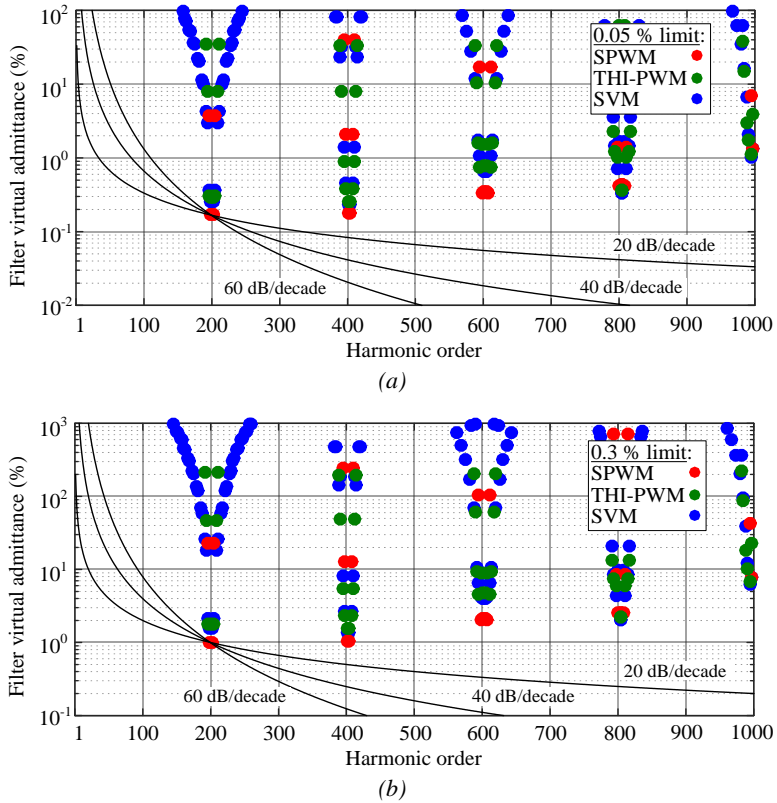 10^2
10^1
10^0
10^-1
10^-2
Filter virtual admittance (%)
0.05 % limit:
SPWM
THI-PWM
SVM
20 dB/decade
40 dB/decade
60 dB/decade
1 100 200 300 400 500 600 700 800 900 1000
Harmonic order
(a)
10^3
10^2
10^1
10^0
10^-1
Filter virtual admittance (%)
0.3 % limit:
SPWM
THI-PWM
SVM
20 dB/decade
60 dB/decade
40 dB/decade
1 100 200 300 400 500 600 700 800 900 1000
Harmonic order
(b)